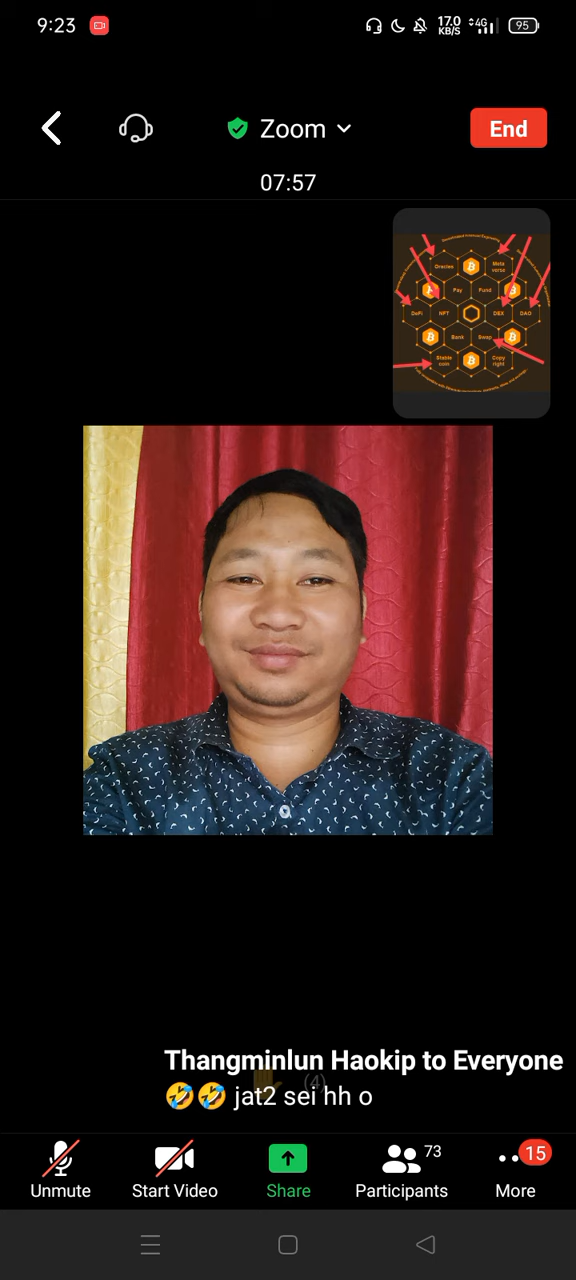 9:23
17.0
KB/S
4G
95
Zoom
End
07:57
Oracles
Meta
verse
Pay
Fund
DeFi
NFT
DEX
DAO
Bank
Swap
Stable
coin
Copy
right
Thangminlun Haokip to Everyone
🤣🤣 jat2 sei hh o
(4)
73
15
Unmute
Start Video
Share
Participants
More